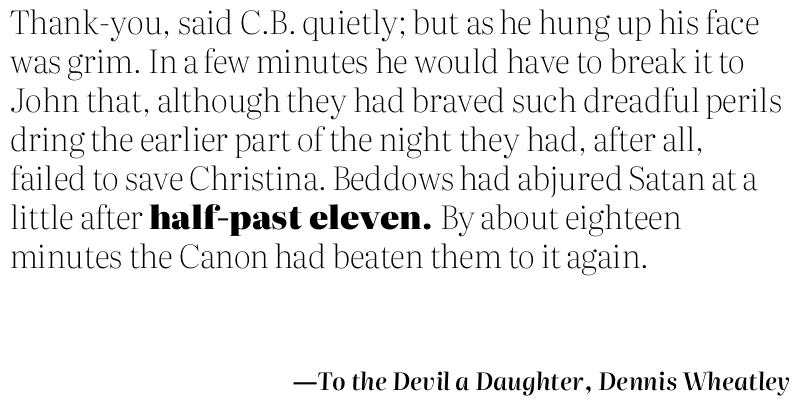 Thank-you, said C.B. quietly; but as he hung up his face
was grim. In a few minutes he would have to break it to
John that, although they had braved such dreadful perils
dring the earlier part of the night they had, after all,
failed to save Christina. Beddows had abjured Satan at a
little after half-past eleven. By about eighteen
minutes the Canon had beaten them to it again.
—To the Devil a Daughter, Dennis Wheatley